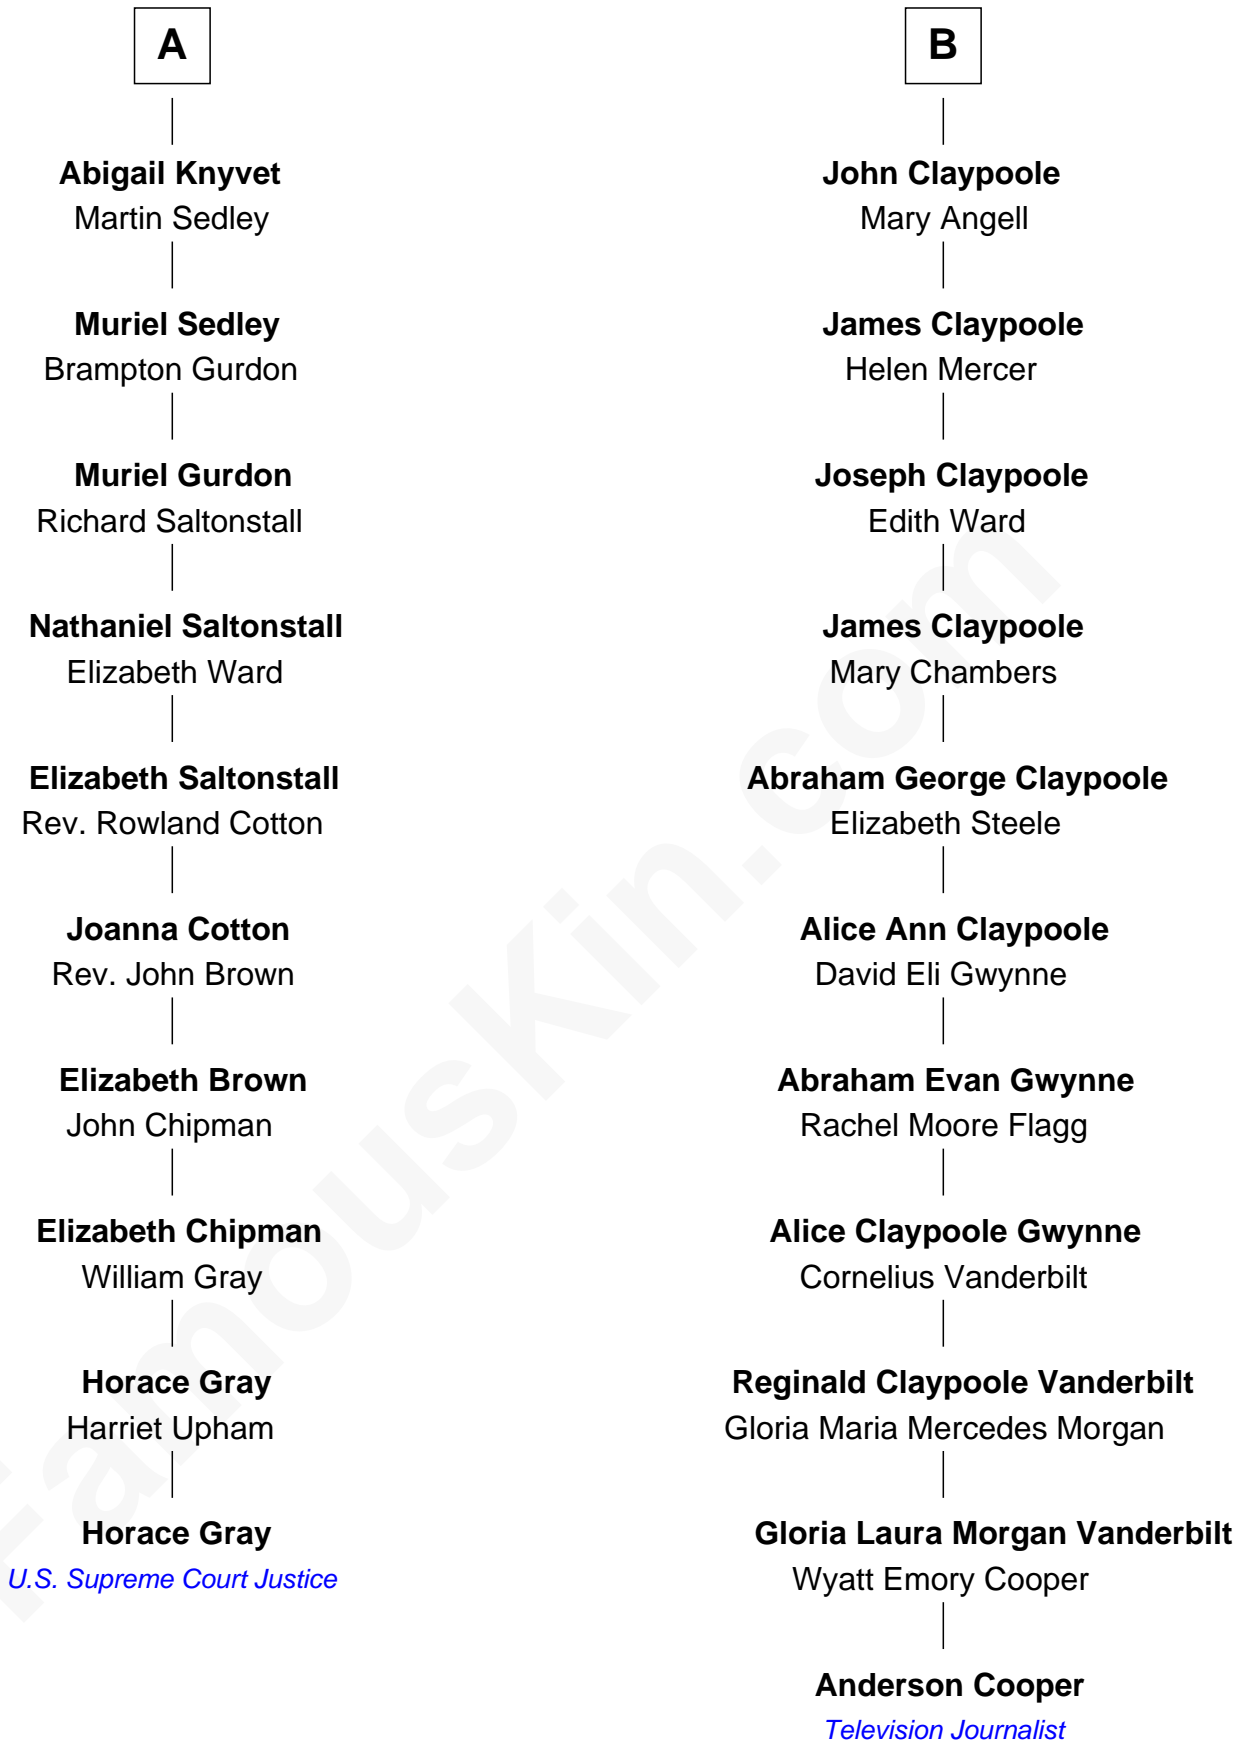 A
Abigail Knyvet
Martin Sedley
Muriel Sedley
Brampton Gurdon
Muriel Gurdon
Richard Saltonstall
Nathaniel Saltonstall
Elizabeth Ward
Elizabeth Saltonstall
Rev. Rowland Cotton
Joanna Cotton
Rev. John Brown
Elizabeth Brown
John Chipman
Elizabeth Chipman
William Gray
Horace Gray
Harriet Upham
Horace Gray
U.S. Supreme Court Justice
B
John Claypoole
Mary Angell
James Claypoole
Helen Mercer
Joseph Claypoole
Edith Ward
James Claypoole
Mary Chambers
Abraham George Claypoole
Elizabeth Steele
Alice Ann Claypoole
David Eli Gwynne
Abraham Evan Gwynne
Rachel Moore Flagg
Alice Claypoole Gwynne
Cornelius Vanderbilt
Reginald Claypoole Vanderbilt
Gloria Maria Mercedes Morgan
Gloria Laura Morgan Vanderbilt
Wyatt Emory Cooper
Anderson Cooper
Television Journalist
FamousKin.com